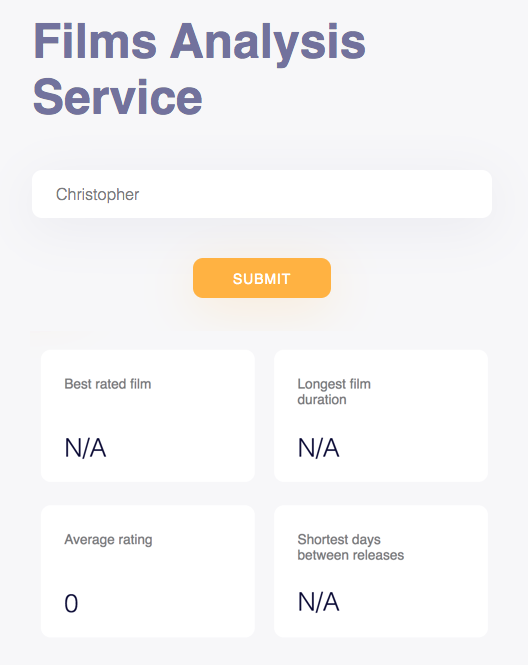 Films Analysis
Service
Christopher
SUBMIT
Best rated film
N/A
Longest film
duration
N/A
Average rating
0
Shortest days
between releases
N/A